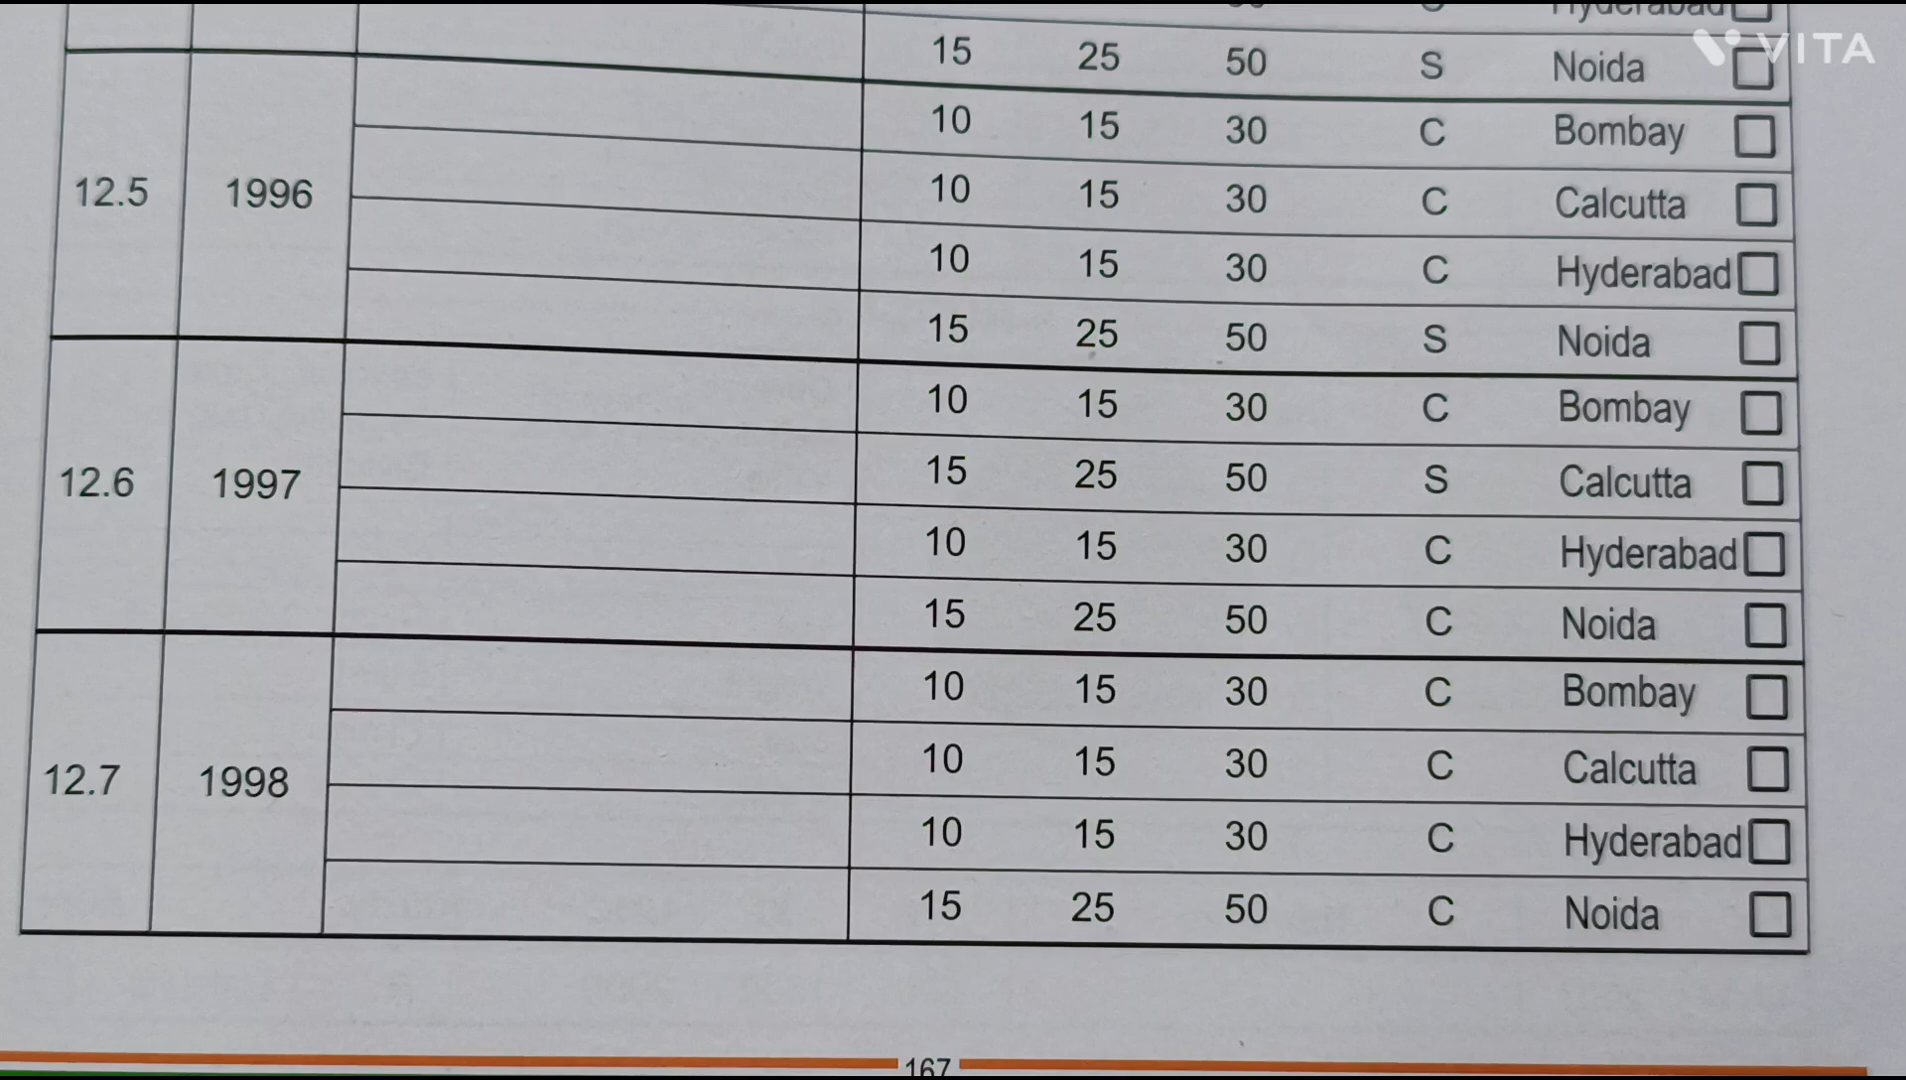 VITA
15 25 50 S Noida
12.5 1996
10 15 30 C Bombay
10 15 30 C Calcutta
10 15 30 C Hyderabad
15 25 50 S Noida
12.6 1997
10 15 30 C Bombay
15 25 50 S Calcutta
10 15 30 C Hyderabad
15 25 50 C Noida
12.7 1998
10 15 30 C Bombay
10 15 30 C Calcutta
10 15 30 C Hyderabad
15 25 50 C Noida
167